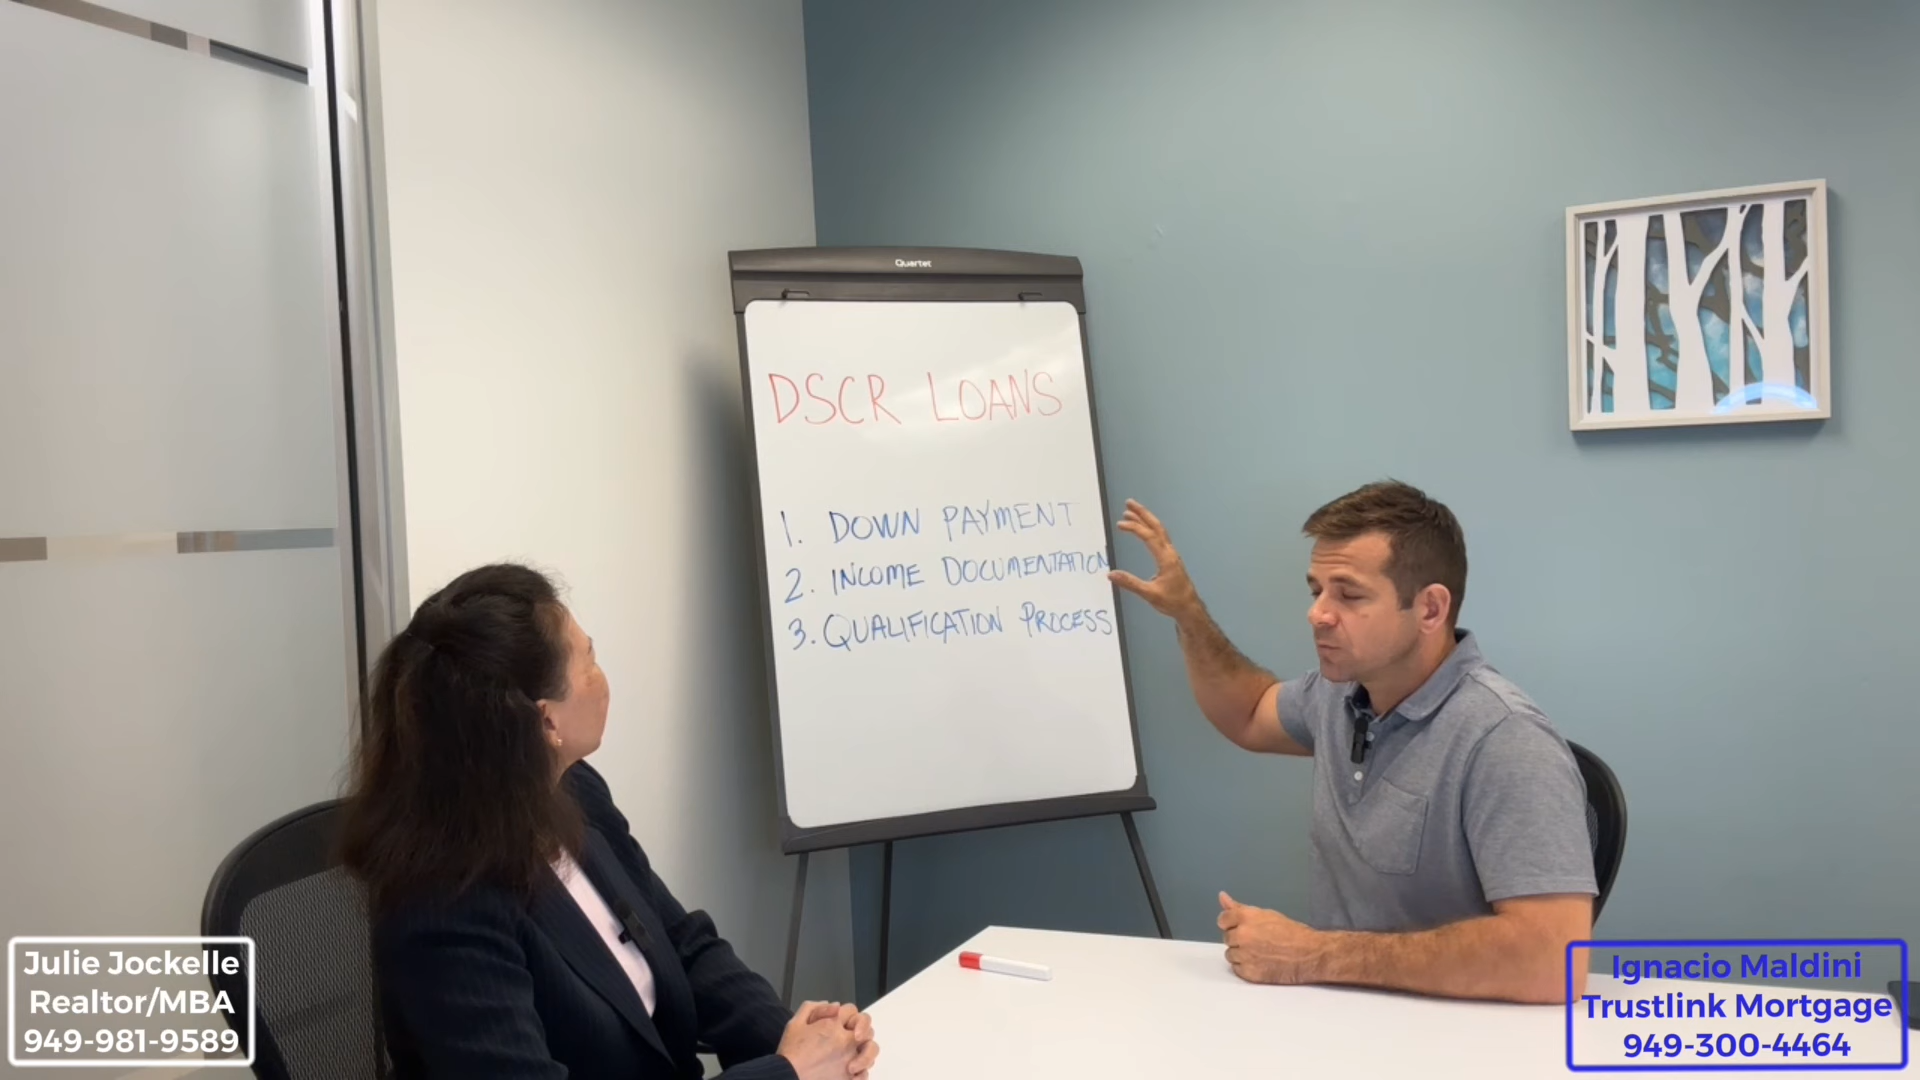 Quartet
DSCR LOANS
1. DOWN PAYMENT
2. INCOME DOCUMENTATION
3. QUALIFICATION PROCESS
Julie Jockelle
Realtor/MBA
949-981-9589
Ignacio Maldini
Trustlink Mortgage
949-300-4464